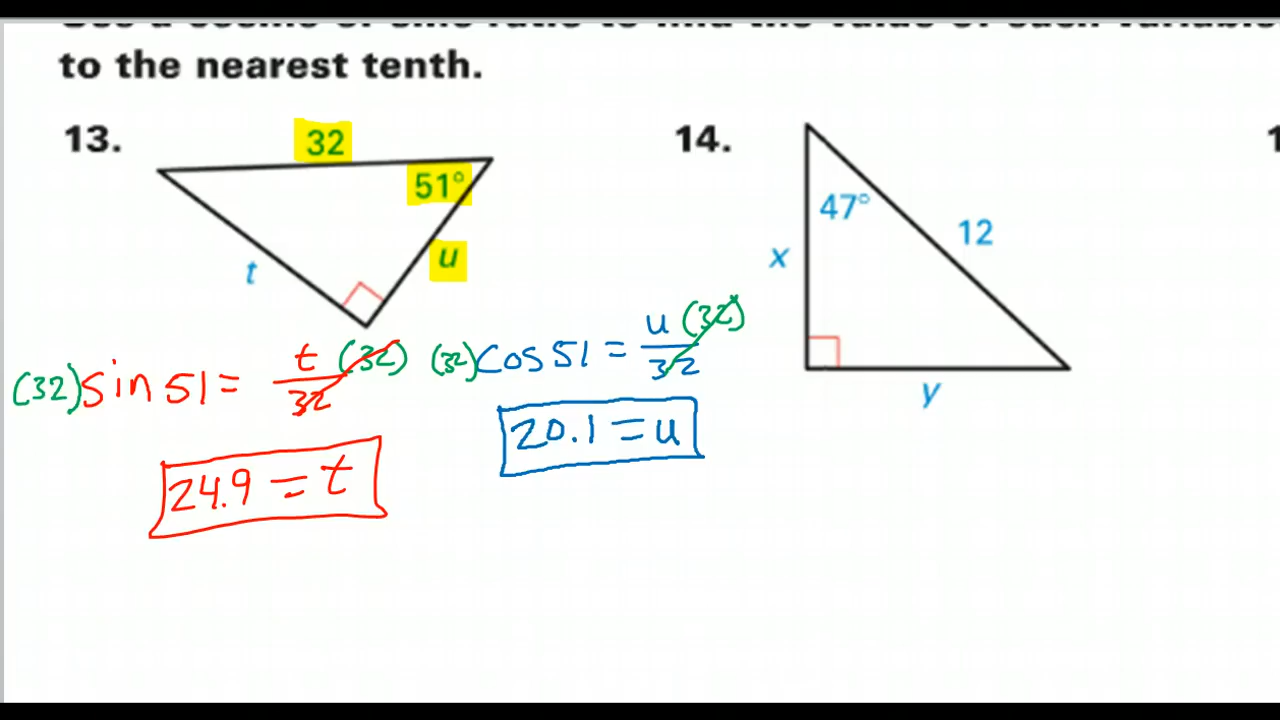 to the nearest tenth.
13.
32
51°
t
u
(32) sin 51 = t/32 (32)
24.9 = t
(32) cos 51 = u/32 (32)
20.1 = u
14.
47°
12
x
y